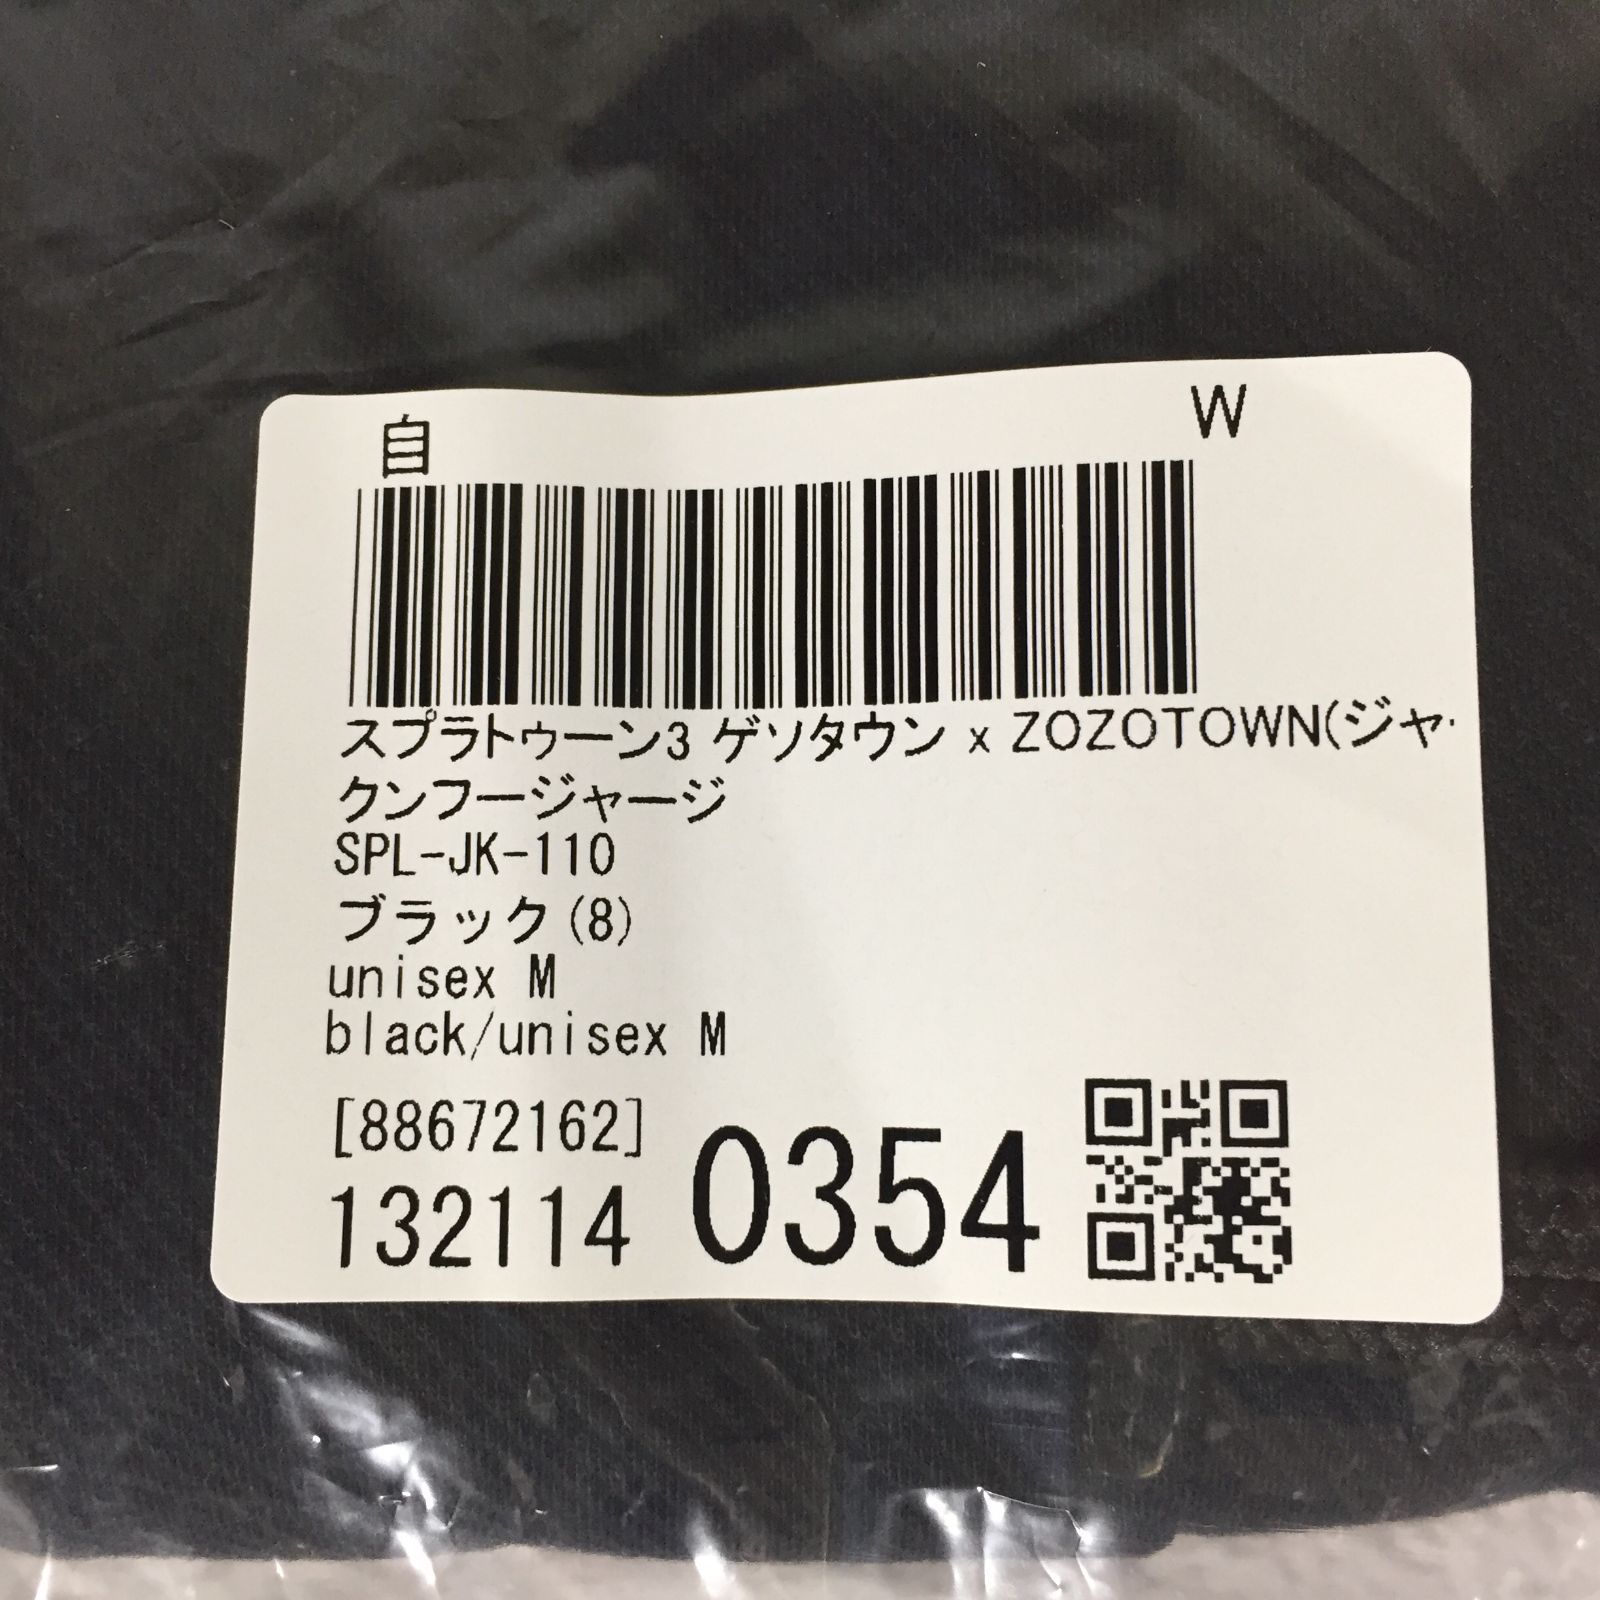 自 W
スプラトゥーン3 ゲソタウン x ZOZOTOWN(ジャ
クンフージャージ
SPL-JK-110
ブラック(8)
unisex M
black/unisex M
[88672162]
132114 0354